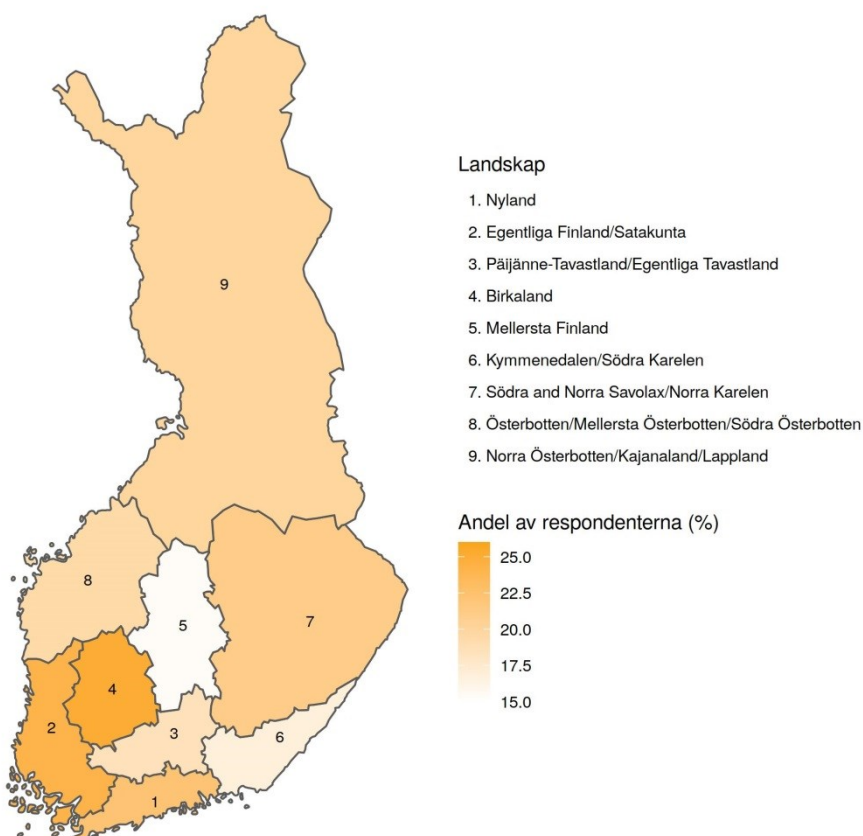 Landskap
1. Nyland
2. Egentliga Finland/Satakunta
3. Päijänne-Tavastland/Egentliga Tavastland
4. Birkaland
5. Mellersta Finland
6. Kymmenedalen/Södra Karelen
7. Södra and Norra Savolax/Norra Karelen
8. Österbotten/Mellersta Österbotten/Södra Österbotten
9. Norra Österbotten/Kajanaland/Lappland
Andel av respondenterna (%)
25.0
22.5
20.0
17.5
15.0
9
8
5
7
4
2
3
6
1